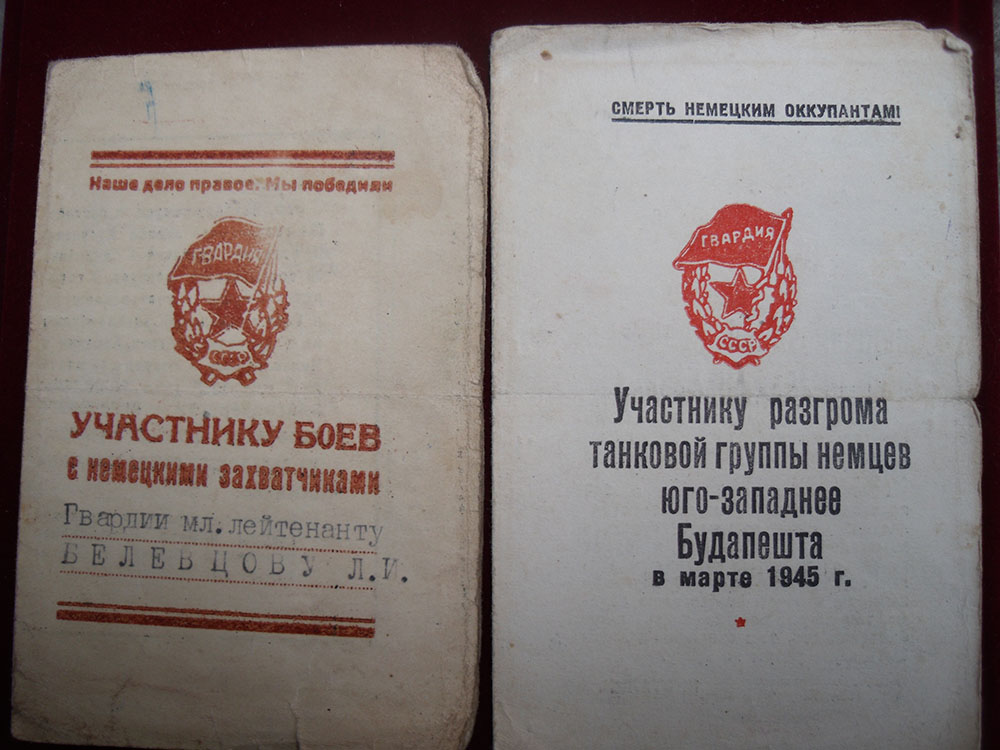 Наше дело правое. Мы победили
ГВАРДИЯ
СССР
УЧАСТНИКУ БОЕВ
с немецкими захватчиками
Гвардии мл. лейтенанту
БЕЛЕВЦОВУ Л.И.
СМЕРТЬ НЕМЕЦКИМ ОККУПАНТАМ!
ГВАРДИЯ
СССР
Участнику разгрома
танковой группы немцев
юго-западнее
Будапешта
в марте 1945 г.